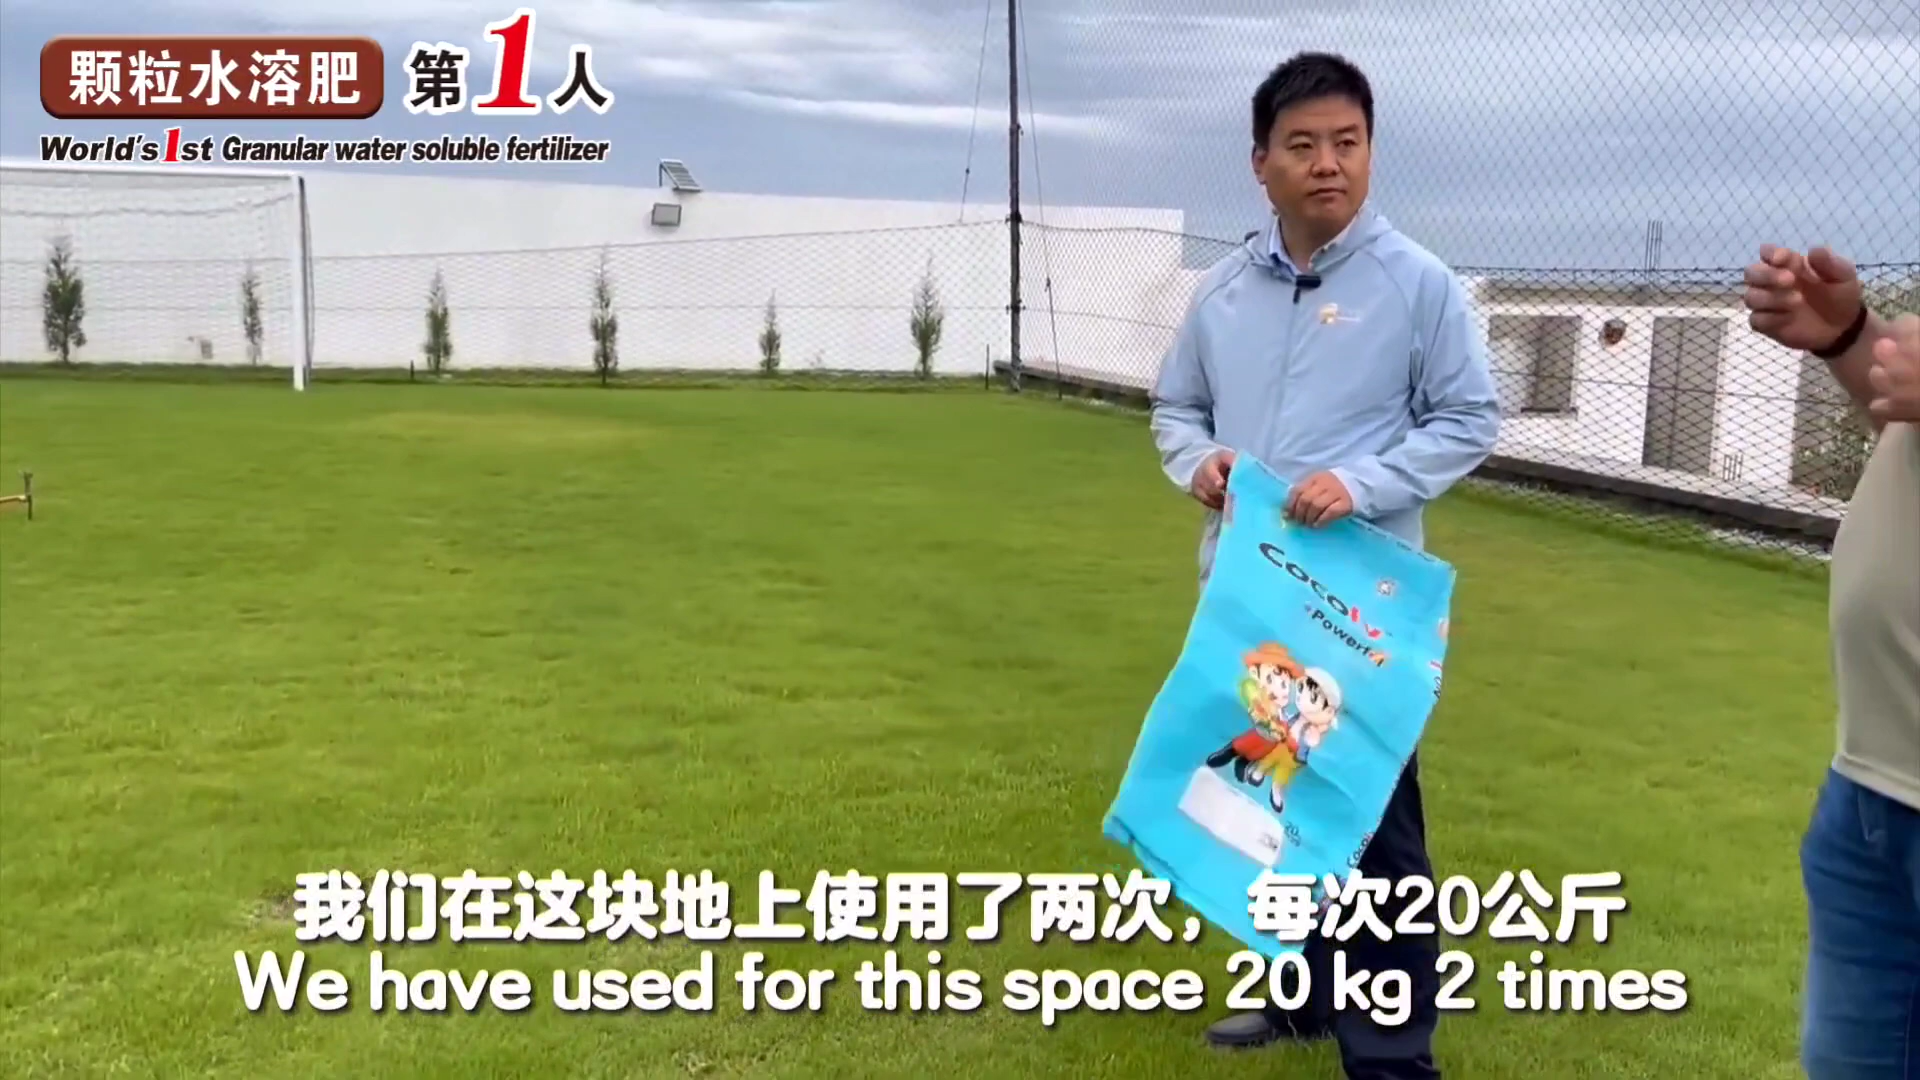 颗粒水溶肥 第1人
World's 1st Granular water soluble fertilizer
Cocoly
Powerful
20
我们在这块地上使用了两次，每次20公斤
We have used for this space 20 kg 2 times